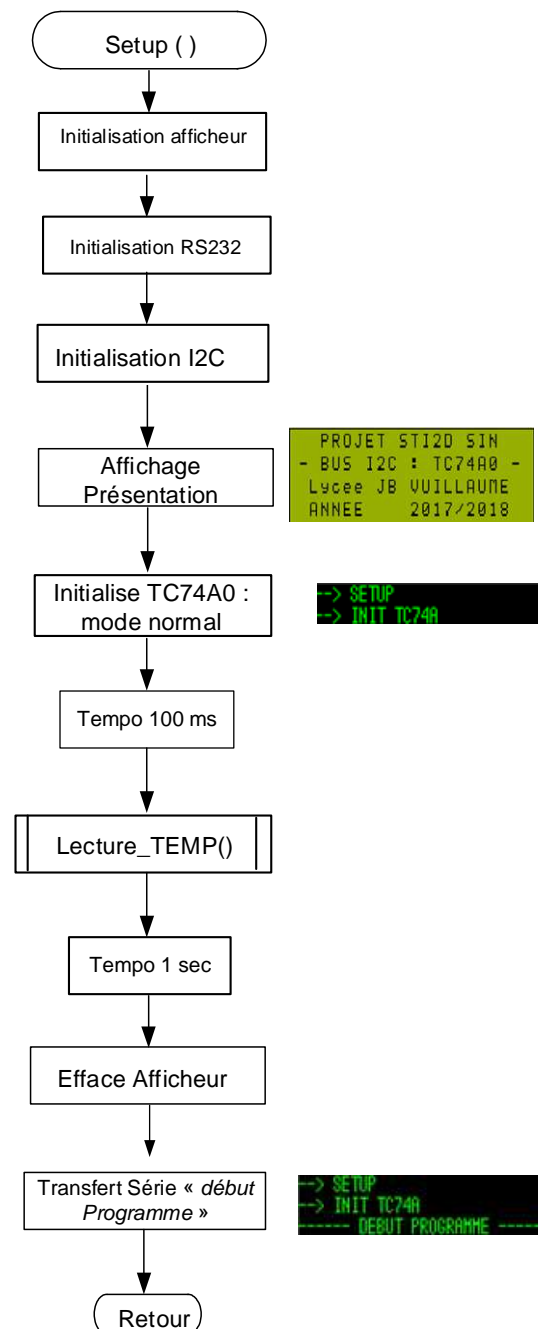 Setup ( )
Initialisation afficheur
Initialisation RS232
Initialisation I2C
Affichage
Présentation
PROJET STI2D SIN
- BUS I2C : TC74A0 -
Lycee JB VUILLAUME
ANNEE 2017/2018
Initialise TC74A0 :
mode normal
--> SETUP
--> INIT TC74A
Tempo 100 ms
Lecture_TEMP()
Tempo 1 sec
Efface Afficheur
Transfert Série « début
Programme »
--> SETUP
--> INIT TC74A
------ DEBUT PROGRAMME -----
Retour